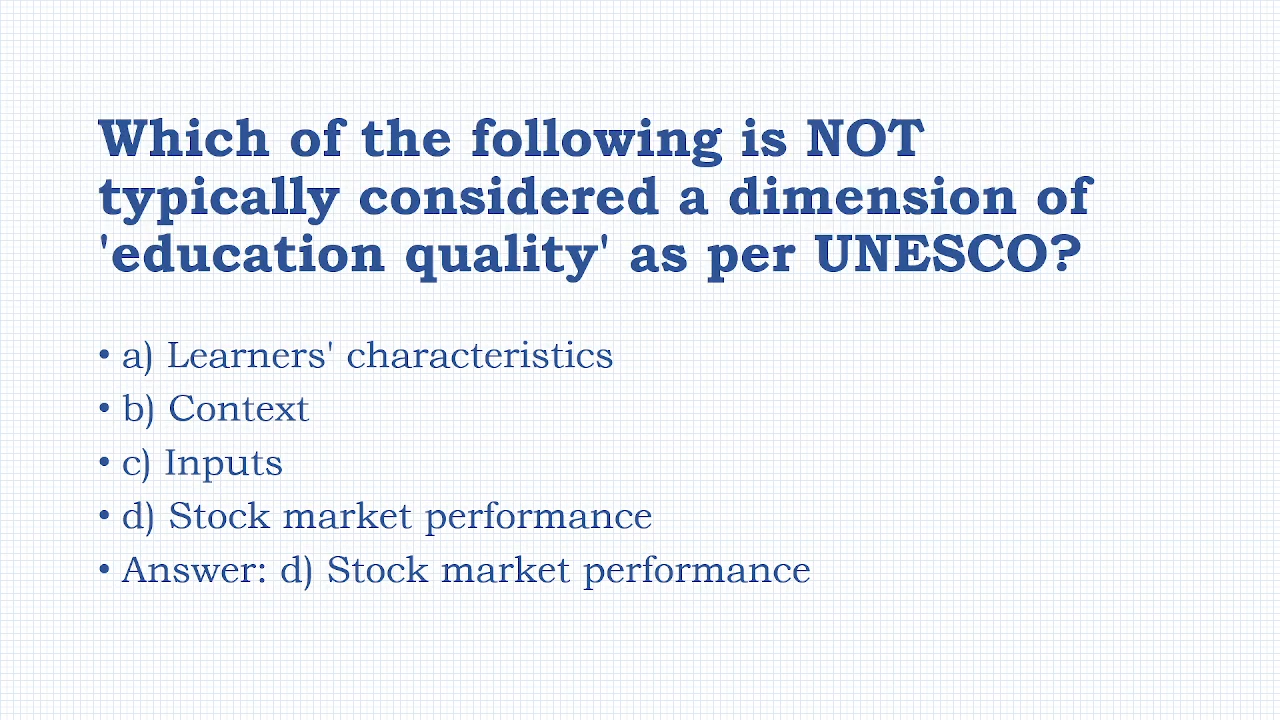 Which of the following is NOT
typically considered a dimension of
'education quality' as per UNESCO?
• a) Learners' characteristics
• b) Context
• c) Inputs
• d) Stock market performance
• Answer: d) Stock market performance